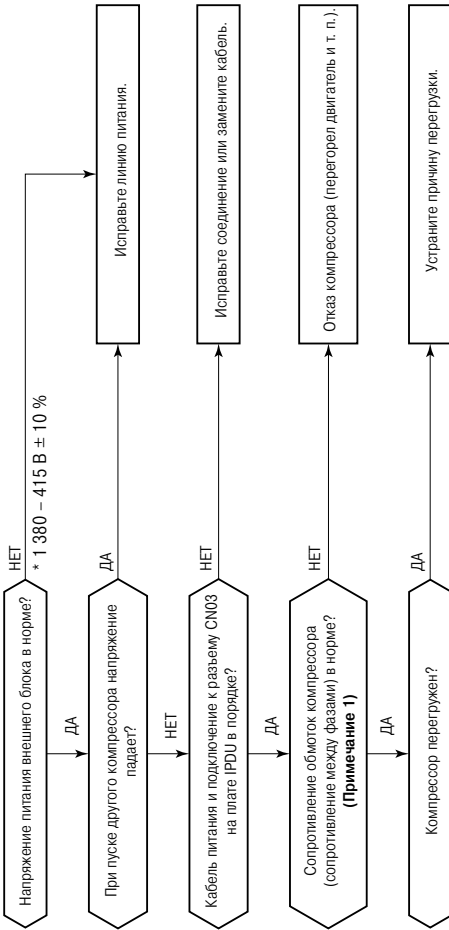 Напряжение питания внешнего блока в норме?
НЕТ
* 1 380 – 415 В ± 10 %
ДА
При пуске другого компрессора напряжение
падает?
ДА
Исправьте линию питания.
НЕТ
Кабель питания и подключение к разъему CN03
на плате IPDU в порядке?
НЕТ
Исправьте соединение или замените кабель.
ДА
Сопротивление обмоток компрессора
(сопротивление между фазами) в норме?
(Примечание 1)
НЕТ
Отказ компрессора (перегорел двигатель и т. п.).
ДА
Компрессор перегружен?
ДА
Устраните причину перегрузки.